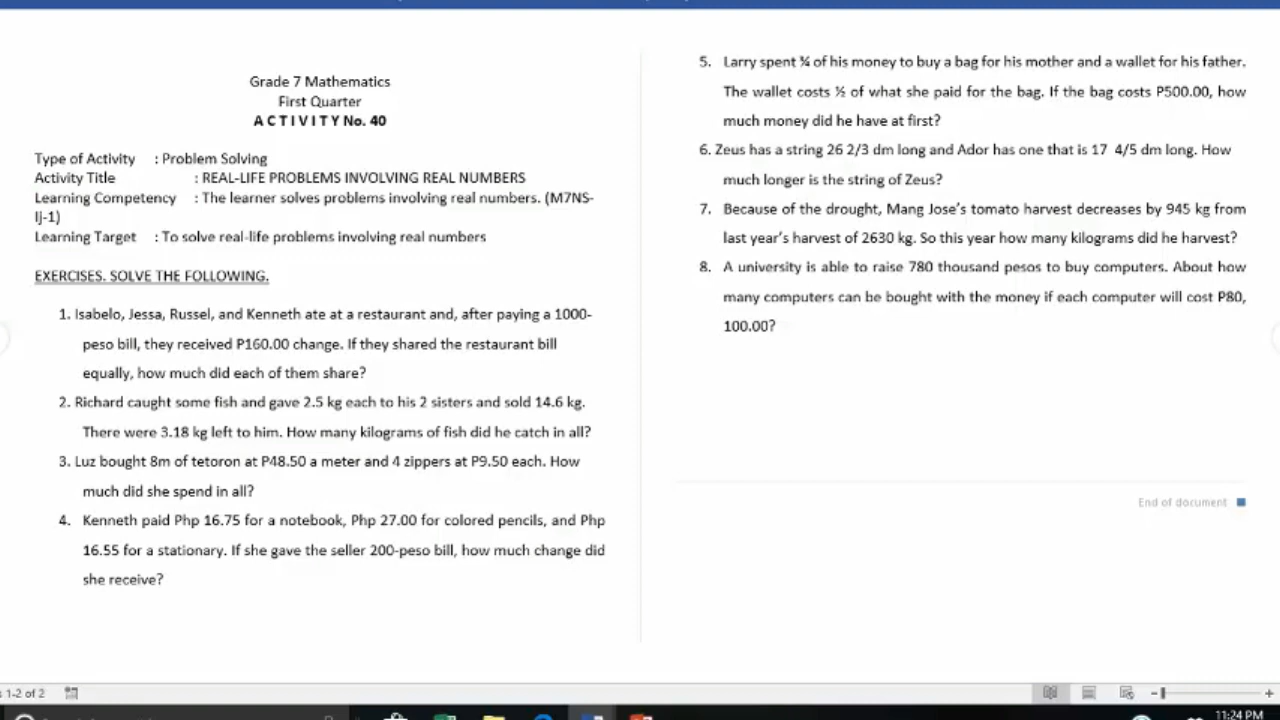 Grade 7 Mathematics
First Quarter
A C T I V I T Y No. 40
Type of Activity : Problem Solving
Activity Title : REAL-LIFE PROBLEMS INVOLVING REAL NUMBERS
Learning Competency : The learner solves problems involving real numbers. (M7NS-
Ij-1)
Learning Target : To solve real-life problems involving real numbers
EXERCISES. SOLVE THE FOLLOWING.
1. Isabelo, Jessa, Russel, and Kenneth ate at a restaurant and, after paying a 1000-
peso bill, they received P160.00 change. If they shared the restaurant bill
equally, how much did each of them share?
2. Richard caught some fish and gave 2.5 kg each to his 2 sisters and sold 14.6 kg.
There were 3.18 kg left to him. How many kilograms of fish did he catch in all?
3. Luz bought 8m of tetoron at P48.50 a meter and 4 zippers at P9.50 each. How
much did she spend in all?
4. Kenneth paid Php 16.75 for a notebook, Php 27.00 for colored pencils, and Php
16.55 for a stationary. If she gave the seller 200-peso bill, how much change did
she receive?
5. Larry spent ¾ of his money to buy a bag for his mother and a wallet for his father.
The wallet costs ½ of what she paid for the bag. If the bag costs P500.00, how
much money did he have at first?
6. Zeus has a string 26 2/3 dm long and Ador has one that is 17 4/5 dm long. How
much longer is the string of Zeus?
7. Because of the drought, Mang Jose's tomato harvest decreases by 945 kg from
last year's harvest of 2630 kg. So this year how many kilograms did he harvest?
8. A university is able to raise 780 thousand pesos to buy computers. About how
many computers can be bought with the money if each computer will cost P80,
100.00?
End of document
1-2 of 2
11:24 PM